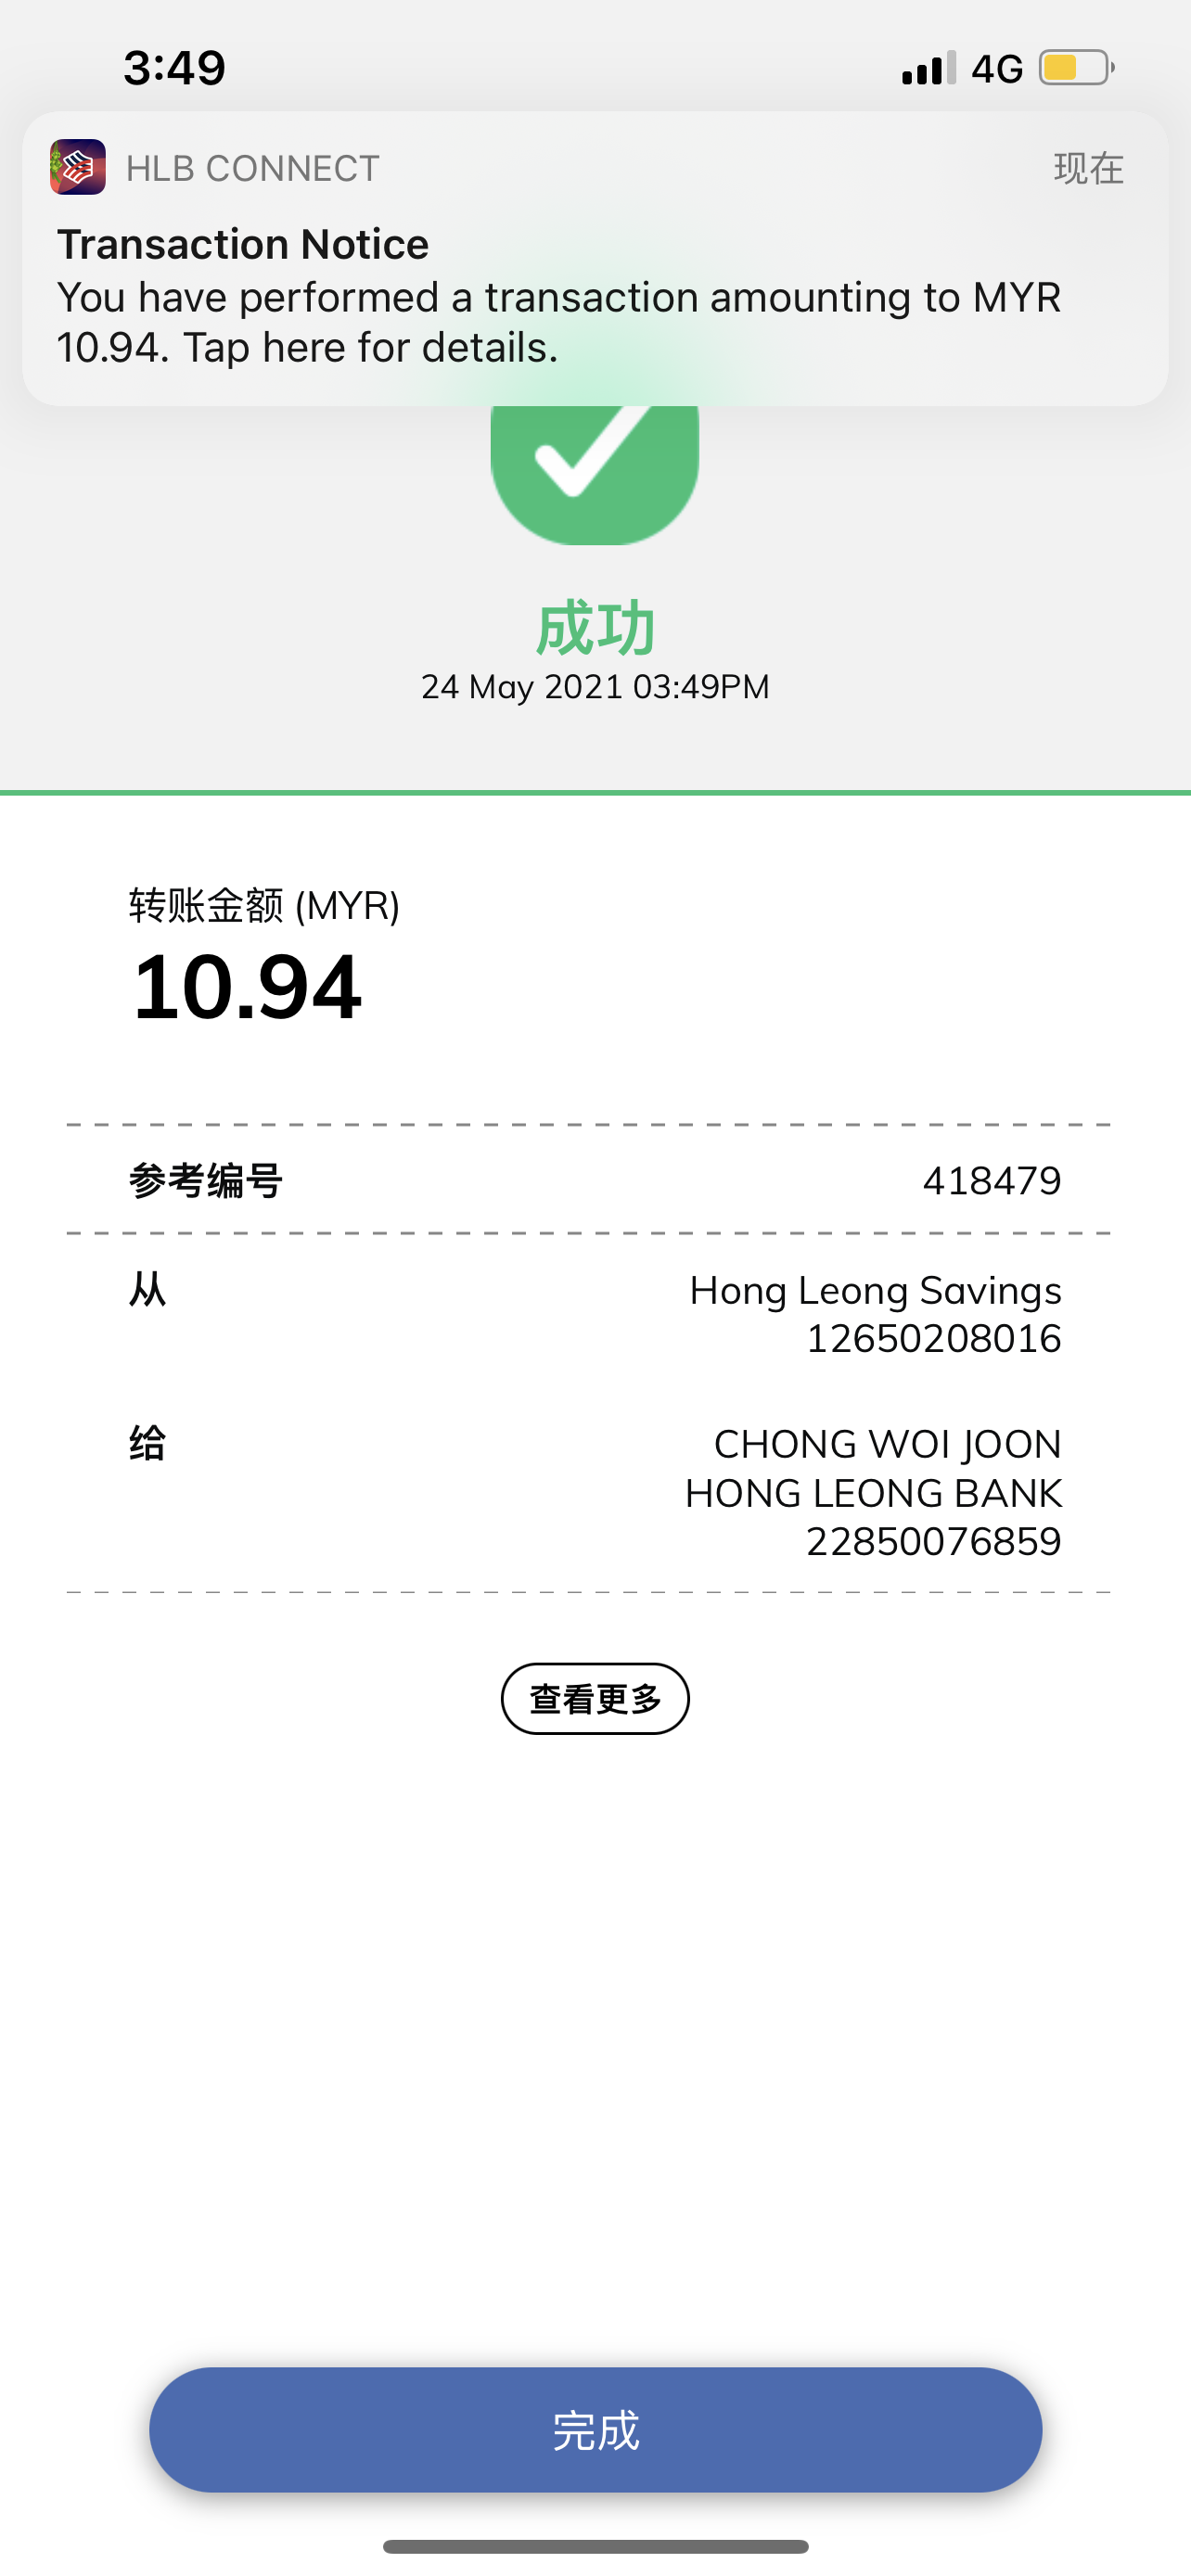 3:49
4G
HLB CONNECT
现在
Transaction Notice
You have performed a transaction amounting to MYR
10.94. Tap here for details.
成功
24 May 2021 03:49PM
转账金额 (MYR)
10.94
参考编号
418479
从
Hong Leong Savings
12650208016
给
CHONG WOI JOON
HONG LEONG BANK
22850076859
查看更多
完成